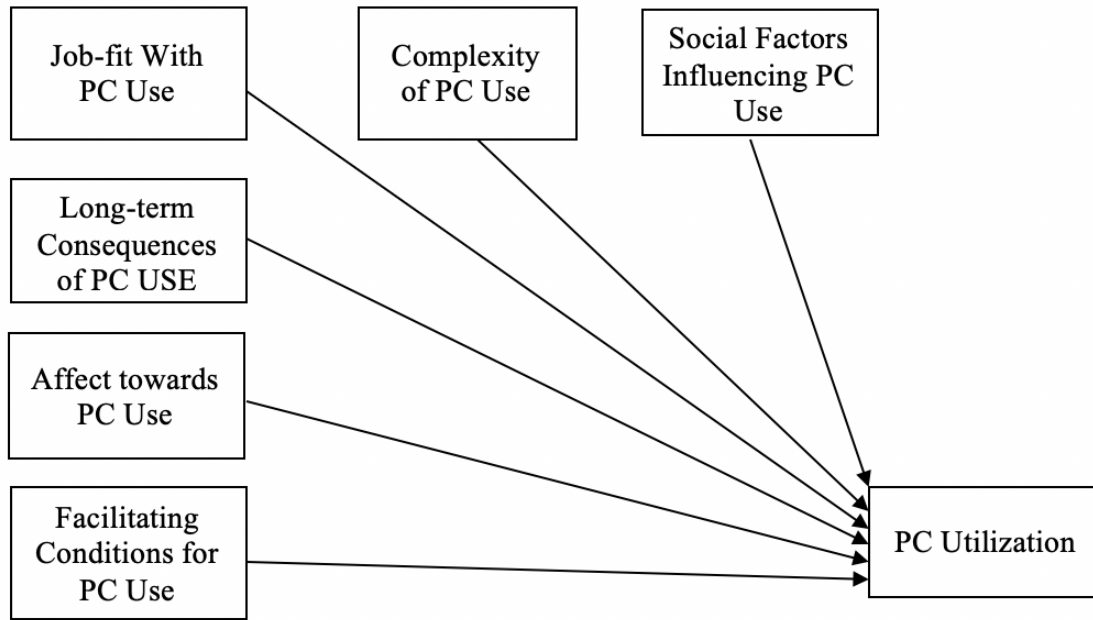 Job-fit With
PC Use
Complexity
of PC Use
Social Factors
Influencing PC
Use
Long-term
Consequences
of PC USE
Affect towards
PC Use
Facilitating
Conditions for
PC Use
PC Utilization